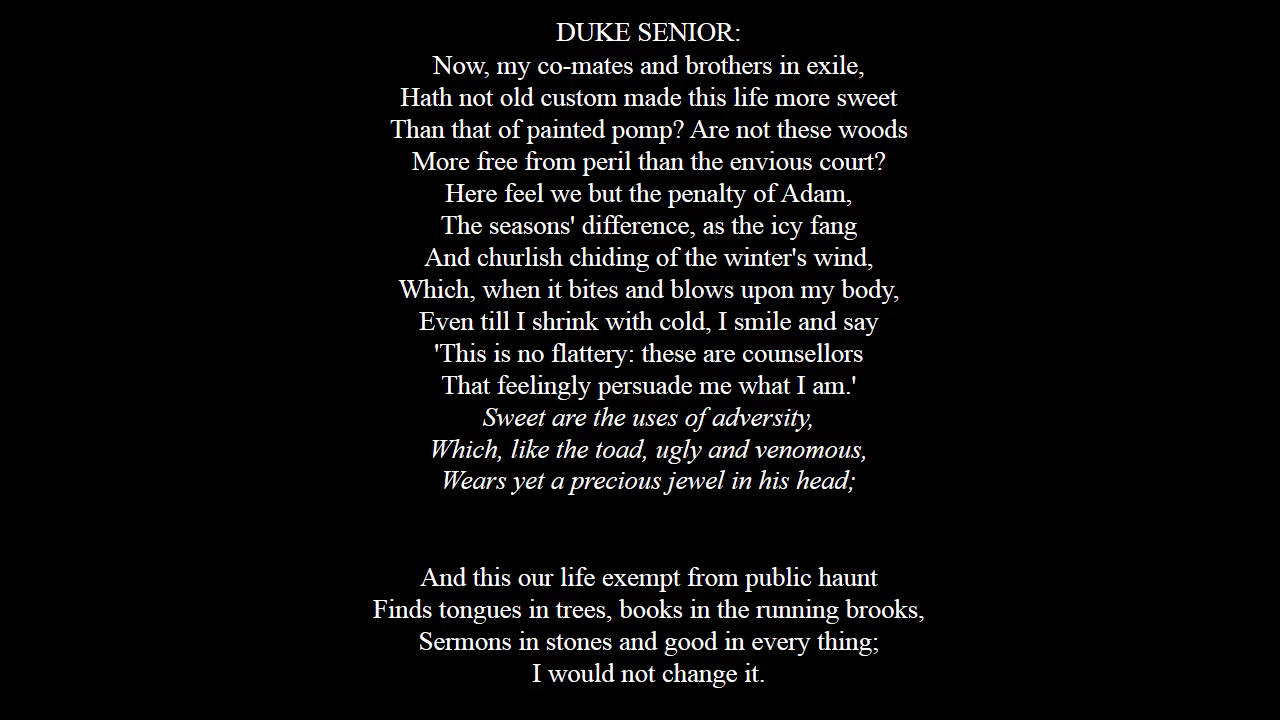 DUKE SENIOR:
Now, my co-mates and brothers in exile,
Hath not old custom made this life more sweet
Than that of painted pomp? Are not these woods
More free from peril than the envious court?
Here feel we but the penalty of Adam,
The seasons' difference, as the icy fang
And churlish chiding of the winter's wind,
Which, when it bites and blows upon my body,
Even till I shrink with cold, I smile and say
'This is no flattery: these are counsellors
That feelingly persuade me what I am.'
Sweet are the uses of adversity,
Which, like the toad, ugly and venomous,
Wears yet a precious jewel in his head;
And this our life exempt from public haunt
Finds tongues in trees, books in the running brooks,
Sermons in stones and good in every thing;
I would not change it.